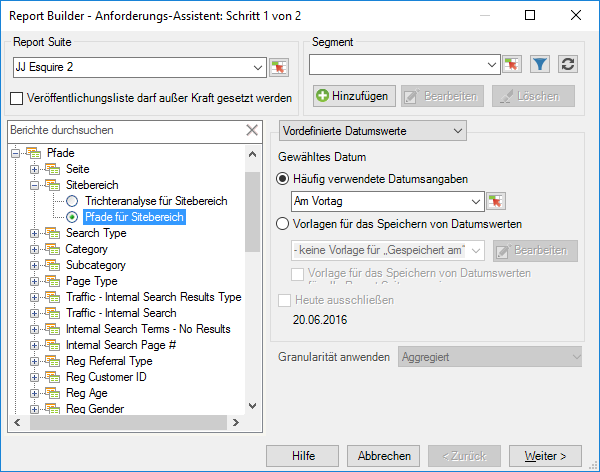 Report Builder - Anforderungs-Assistent: Schritt 1 von 2
Report Suite
JJ Esquire 2
Veröffentlichungsliste darf außer Kraft gesetzt werden
Segment
Hinzufügen
Bearbeiten
Löschen
Berichte durchsuchen
Pfade
Seite
Sitebereich
Trichteranalyse für Sitebereich
Pfade für Sitebereich
Search Type
Category
Subcategory
Page Type
Traffic - Internal Search Results Type
Traffic - Internal Search
Internal Search Terms - No Results
Internal Search Page #
Reg Referral Type
Reg Customer ID
Reg Age
Reg Gender
Vordefinierte Datumswerte
Gewähltes Datum
Häufig verwendete Datumsangaben
Am Vortag
Vorlagen für das Speichern von Datumswerten
- keine Vorlage für „Gespeichert am"
Bearbeiten
Vorlage für das Speichern von Datumswerten
Heute ausschließen
20.06.2016
Granularität anwenden
Aggregiert
Hilfe
Abbrechen
< Zurück
Weiter >